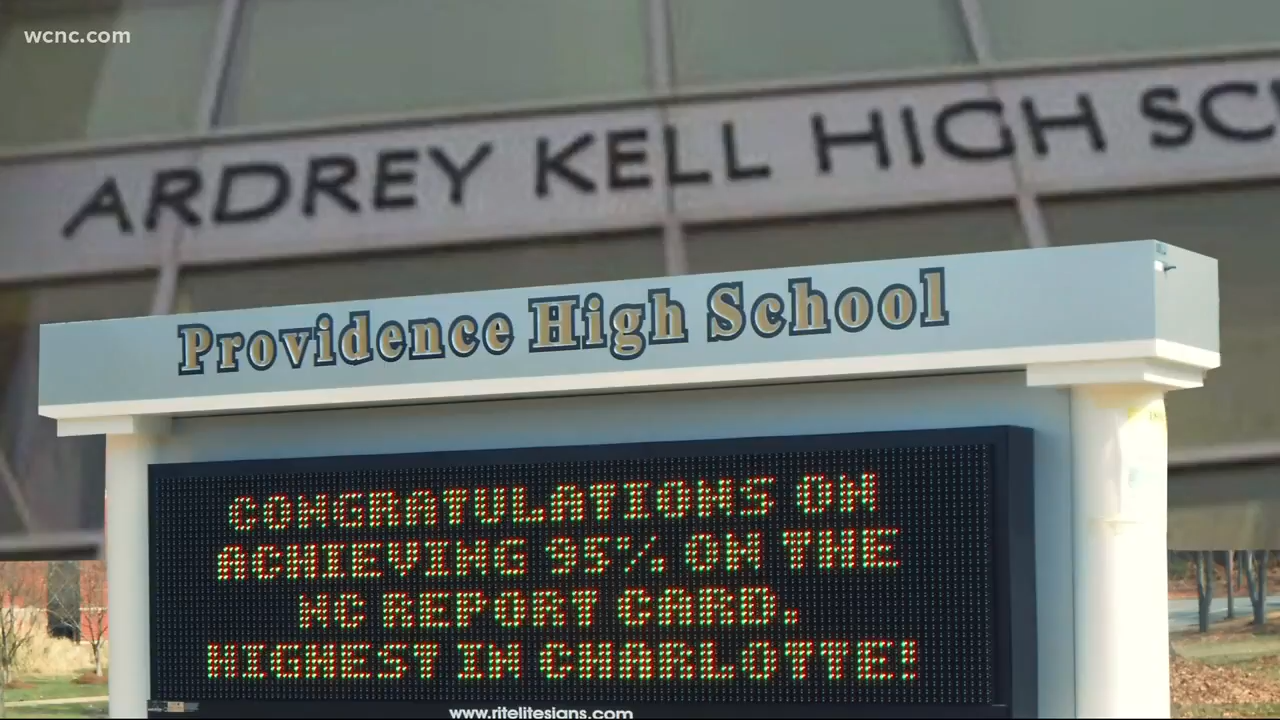 wcnc.com
ARDREY KELL HIGH SC
Providence High School
CONGRATULATIONS ON
ACHIEVING 95% ON THE
NC REPORT CARD.
HIGHEST IN CHARLOTTE!
www.ritelitesigns.com